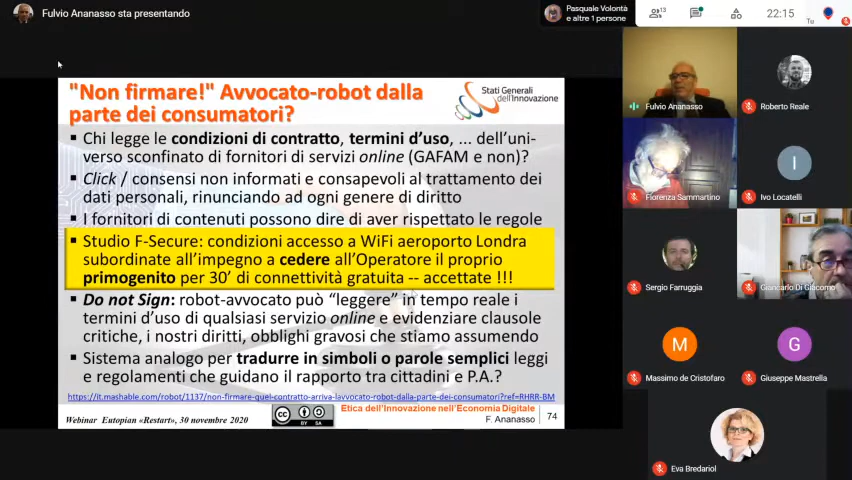 Fulvio Ananasso sta presentando
Pasquale Volontà
e altre 1 persone
13
22:15
Tu
"Non firmare!" Avvocato-robot dalla
parte dei consumatori?
Stati Generali
dell'Innovazione
▪ Chi legge le condizioni di contratto, termini d'uso, ... dell'uni-
verso sconfinato di fornitori di servizi online (GAFAM e non)?
▪ Click / consensi non informati e consapevoli al trattamento dei
dati personali, rinunciando ad ogni genere di diritto
▪ I fornitori di contenuti possono dire di aver rispettato le regole
▪ Studio F-Secure: condizioni accesso a WiFi aeroporto Londra
subordinate all'impegno a cedere all'Operatore il proprio
primogenito per 30' di connettività gratuita -- accettate !!!
▪ Do not Sign: robot-avvocato può "leggere" in tempo reale i
termini d'uso di qualsiasi servizio online e evidenziare clausole
critiche, i nostri diritti, obblighi gravosi che stiamo assumendo
▪ Sistema analogo per tradurre in simboli o parole semplici leggi
e regolamenti che guidano il rapporto tra cittadini e P.A.?
https://it.mashable.com/robot/1137/non-firmare-quel-contratto-arriva-lavvocato-robot-dalla-parte-dei-consumatori?ref=RHRR-BM
Webinar Eutopian «Restart», 30 novembre 2020
cc
BY SA
Etica dell'Innovazione nell'Economia Digitale
F. Ananasso
74
Fulvio Ananasso
Roberto Reale
Fiorenza Sammartino
I
Ivo Locatelli
Sergio Farruggia
Giancarlo Di Giacomo
M
Massimo de Cristofaro
G
Giuseppe Mastrella
Eva Bredariol